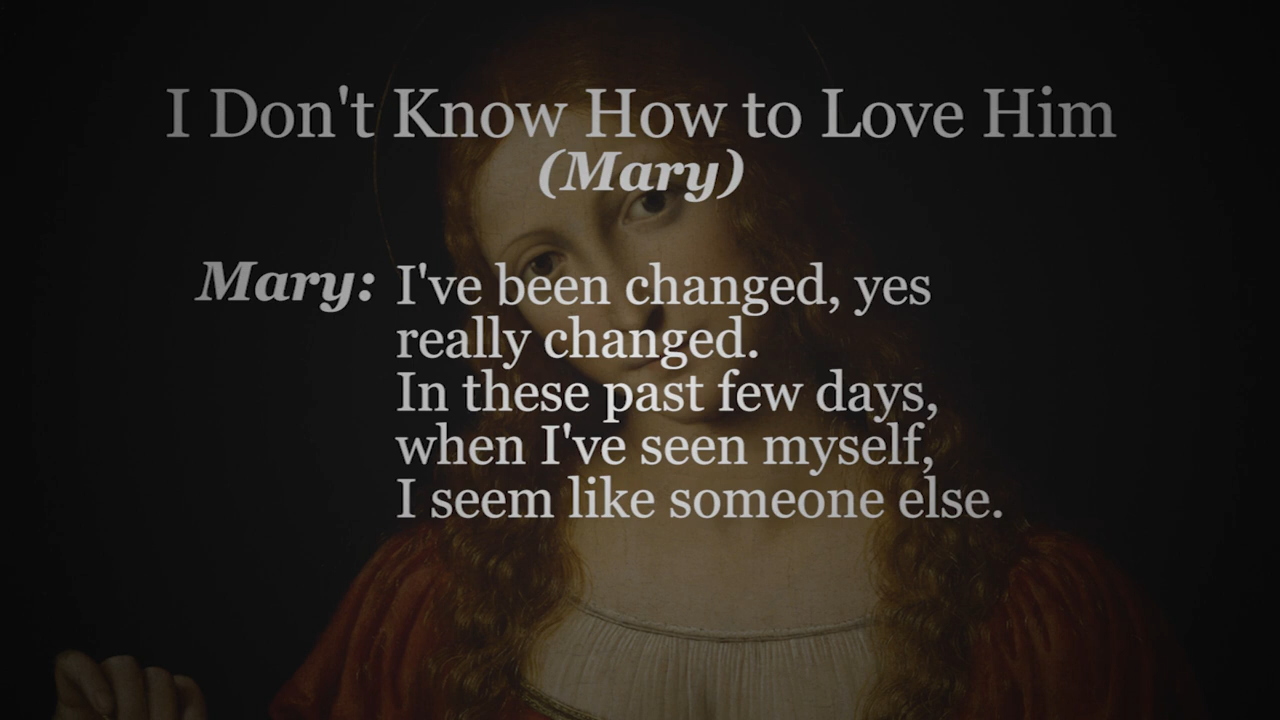 I Don't Know How to Love Him
(Mary)
Mary: I've been changed, yes
really changed.
In these past few days,
when I've seen myself,
I seem like someone else.